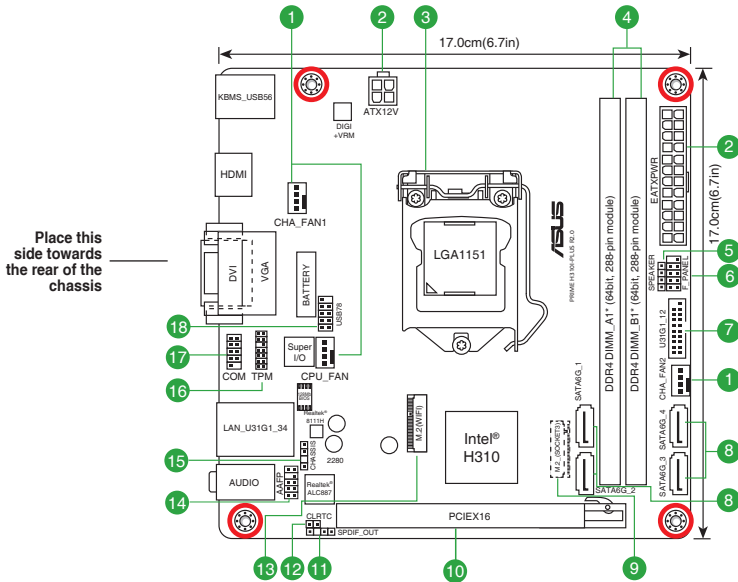 1
2
3
4
17.0cm(6.7in)
KBMS_USB56
DIGI
+VRM
ATX12V
2
EATXPWR
17.0cm(6.7in)
HDMI
CHA_FAN1
LGA1151
ASUS
PRIME H310I-PLUS R2.0
DDR4 DIMM_A1* (64bit, 288-pin module)
DDR4 DIMM_B1* (64bit, 288-pin module)
Place this
side towards
the rear of the
chassis
DVI
VGA
BATTERY
USB78
5
SPEAKER
F_PANEL
6
18
U31G1_12
7
17
COM
16
TPM
Super
I/O
CPU_FAN
CHA_FAN2
1
SATA6G_1
Realtek®
8111H
LAN_U31G1_34
M.2(WIFI)
Intel®
H310
M.2_(SOCKET3)
SATA6G_4
15
CHASSIS
2280
8
SATA6G_3
AUDIO
AAFP
Realtek®
ALC887
SATA6G_2
8
14
CLRTC
PCIEX16
SPDIF_OUT
13
12
11
10
9